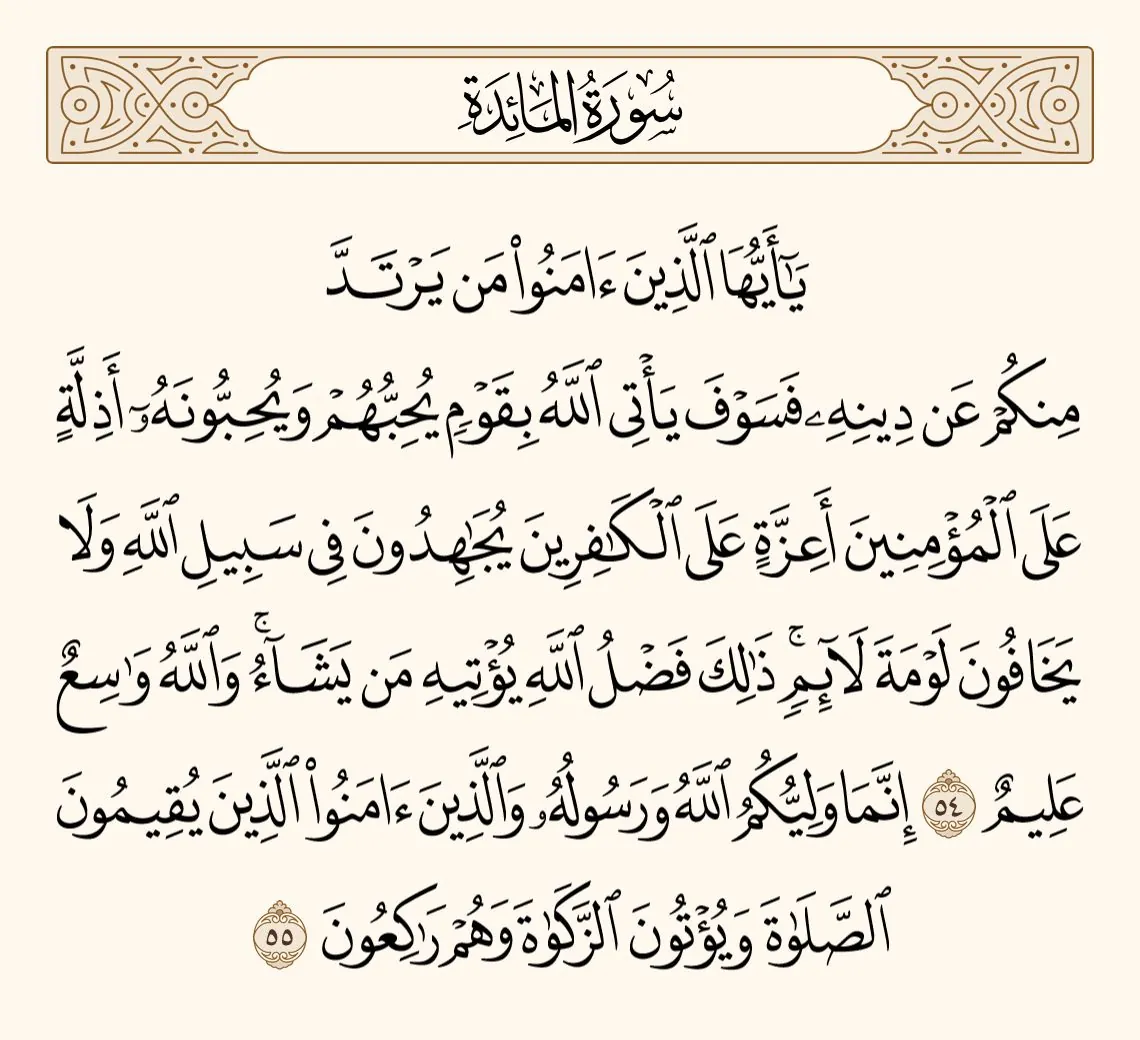 سُورَةُ المَائِدَةِ
يَٰٓأَيُّهَا ٱلَّذِينَ ءَامَنُوا۟ مَن يَرْتَدَّ
مِنكُمْ عَن دِينِهِۦ فَسَوْفَ يَأْتِى ٱللَّهُ بِقَوْمٍ يُحِبُّهُمْ وَيُحِبُّونَهُۥٓ أَذِلَّةٍ
عَلَى ٱلْمُؤْمِنِينَ أَعِزَّةٍ عَلَى ٱلْكَٰفِرِينَ يُجَٰهِدُونَ فِى سَبِيلِ ٱللَّهِ وَلَا
يَخَافُونَ لَوْمَةَ لَآئِمٍ ۚ ذَٰلِكَ فَضْلُ ٱللَّهِ يُؤْتِيهِ مَن يَشَآءُ ۚ وَٱللَّهُ وَٰسِعٌ
عَلِيمٌ ٥٤ إِنَّمَا وَلِيُّكُمُ ٱللَّهُ وَرَسُولُهُۥ وَٱلَّذِينَ ءَامَنُوا۟ ٱلَّذِينَ يُقِيمُونَ
ٱلصَّلَوٰةَ وَيُؤْتُونَ ٱلزَّكَوٰةَ وَهُمْ رَٰكِعُونَ ٥٥